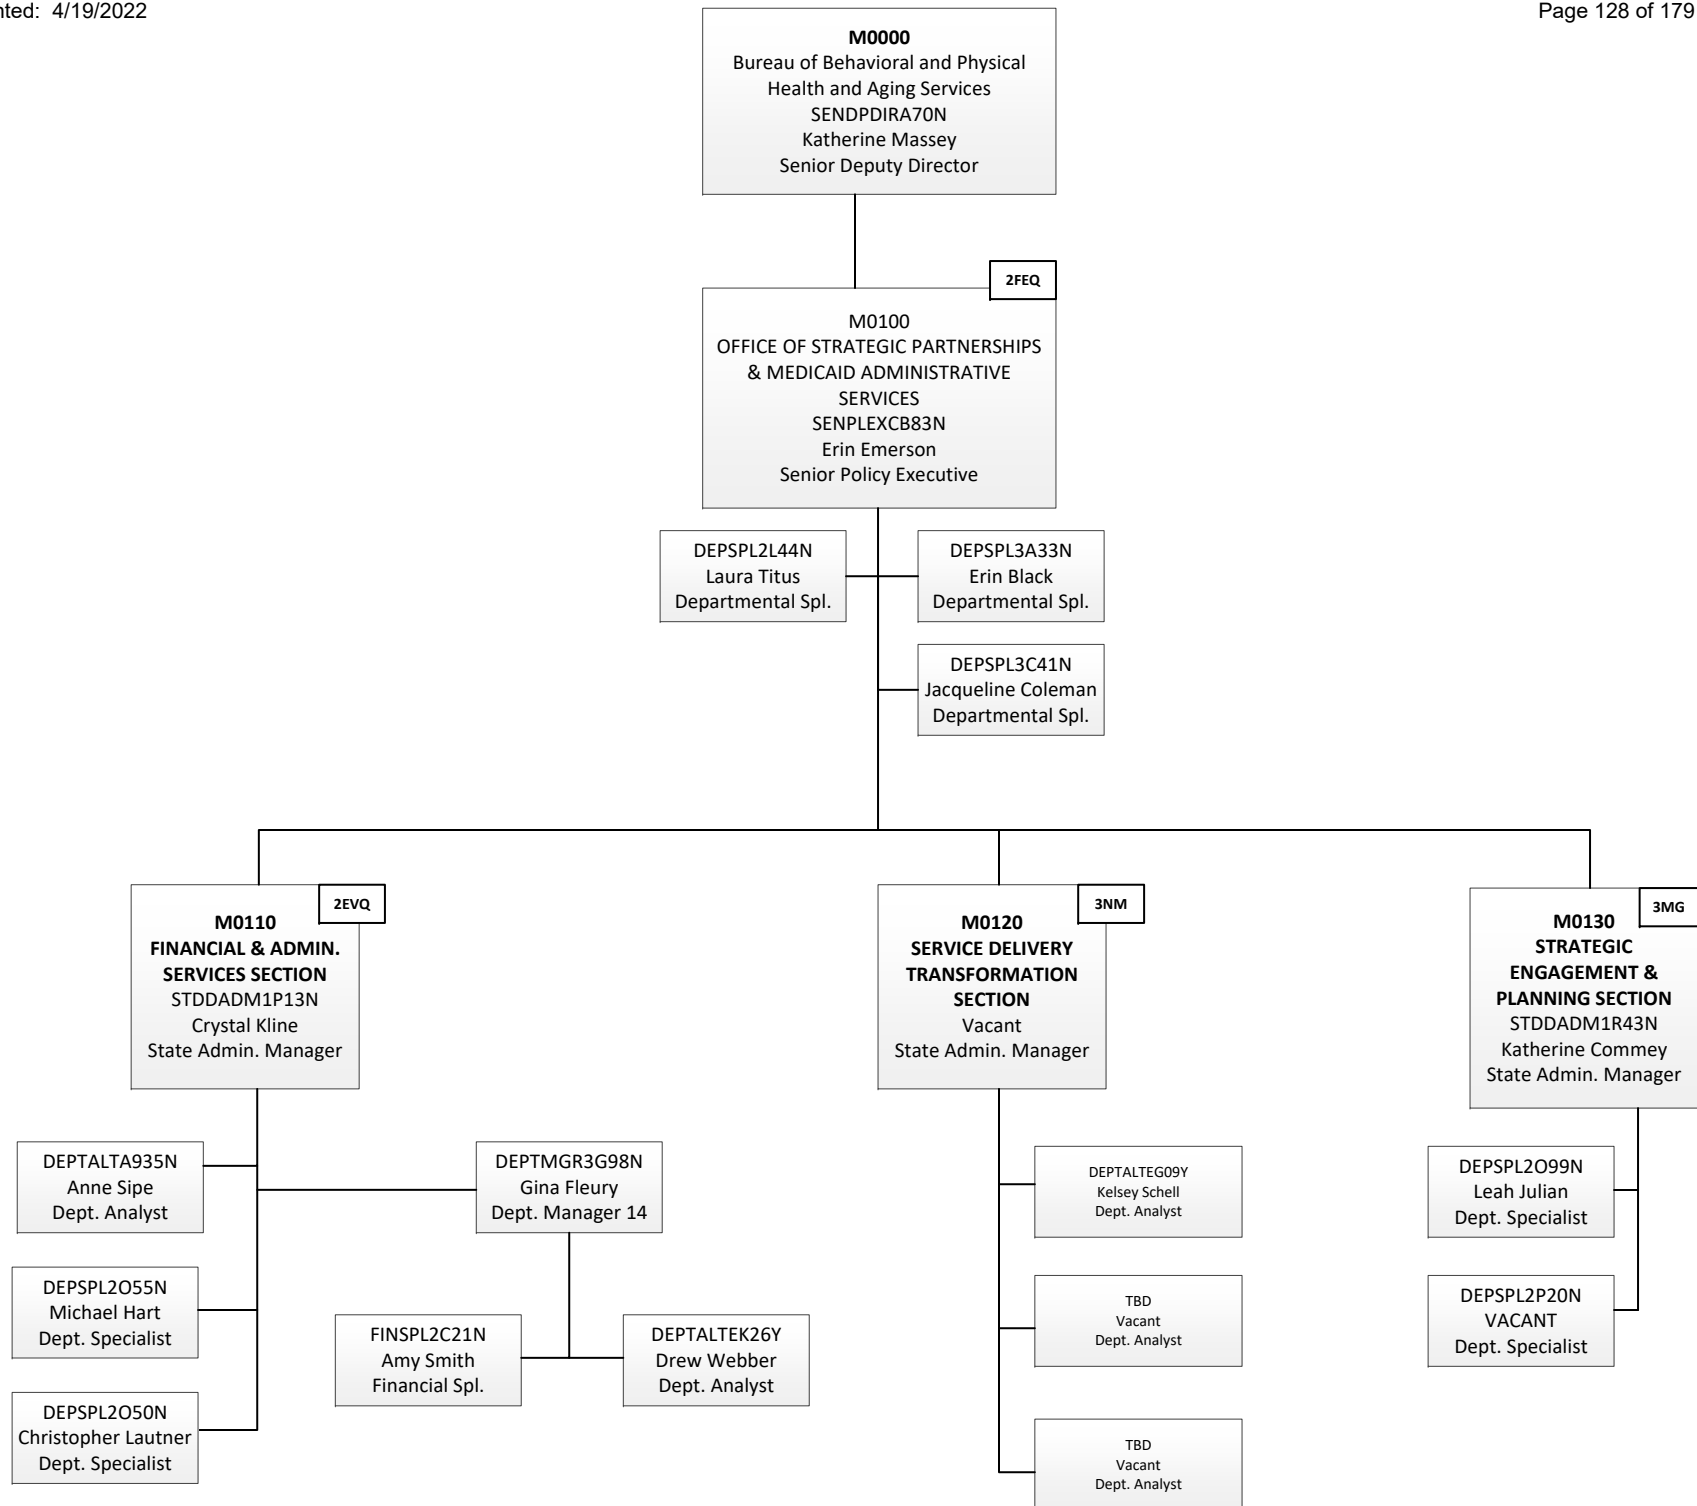 nted: 4/19/2022
Page 128 of 179
M0000
Bureau of Behavioral and Physical
Health and Aging Services
SENDPDIRA70N
Katherine Massey
Senior Deputy Director
2FEQ
M0100
OFFICE OF STRATEGIC PARTNERSHIPS
& MEDICAID ADMINISTRATIVE
SERVICES
SENPLEXCB83N
Erin Emerson
Senior Policy Executive
DEPSPL2L44N
Laura Titus
Departmental Spl.
DEPSPL3A33N
Erin Black
Departmental Spl.
DEPSPL3C41N
Jacqueline Coleman
Departmental Spl.
2EVQ
M0110
FINANCIAL & ADMIN.
SERVICES SECTION
STDDADM1P13N
Crystal Kline
State Admin. Manager
3NM
M0120
SERVICE DELIVERY
TRANSFORMATION
SECTION
Vacant
State Admin. Manager
3MG
M0130
STRATEGIC
ENGAGEMENT &
PLANNING SECTION
STDDADM1R43N
Katherine Commey
State Admin. Manager
DEPTALTA935N
Anne Sipe
Dept. Analyst
DEPTMGR3G98N
Gina Fleury
Dept. Manager 14
DEPSPL2O55N
Michael Hart
Dept. Specialist
FINSPL2C21N
Amy Smith
Financial Spl.
DEPTALTEK26Y
Drew Webber
Dept. Analyst
DEPSPL2O50N
Christopher Lautner
Dept. Specialist
DEPTALTEG09Y
Kelsey Schell
Dept. Analyst
TBD
Vacant
Dept. Analyst
TBD
Vacant
Dept. Analyst
DEPSPL2O99N
Leah Julian
Dept. Specialist
DEPSPL2P20N
VACANT
Dept. Specialist